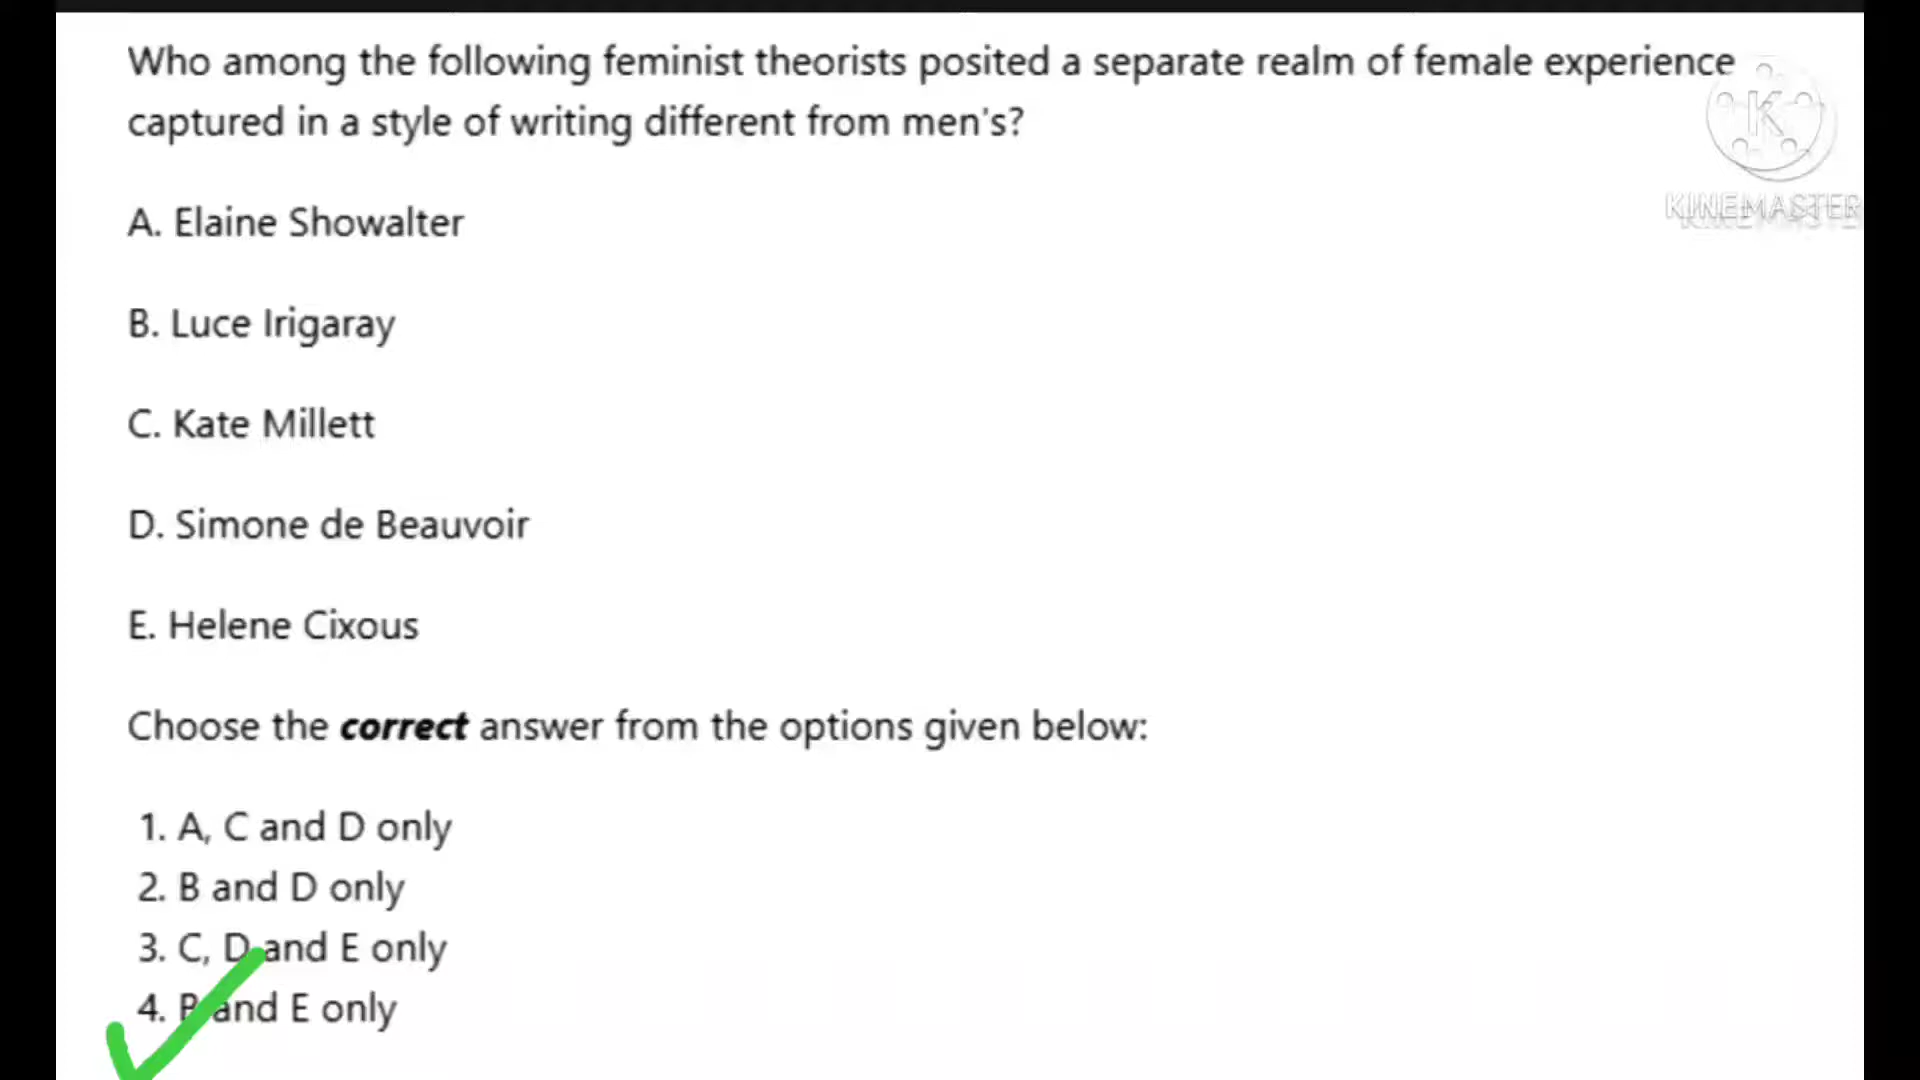 Who among the following feminist theorists posited a separate realm of female experience
captured in a style of writing different from men's?
K
KINEMASTER
A. Elaine Showalter
B. Luce Irigaray
C. Kate Millett
D. Simone de Beauvoir
E. Helene Cixous
Choose the correct answer from the options given below:
1. A, C and D only
2. B and D only
3. C, D and E only
4. B and E only